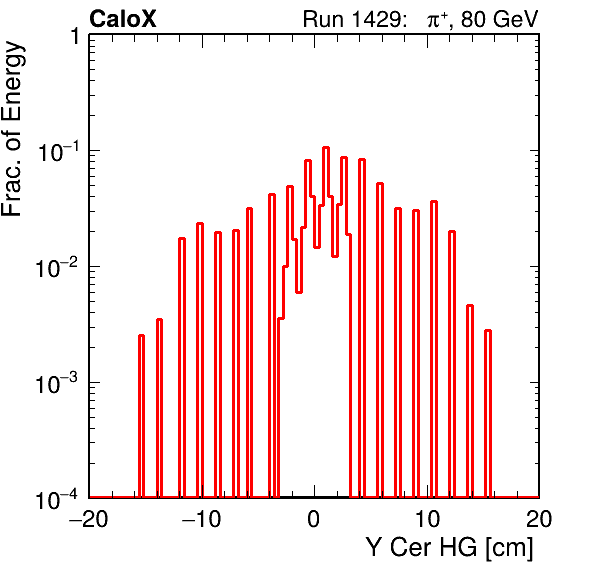 CaloX Run 1429: π⁺, 80 GeV
Frac. of Energy
1
10⁻¹
10⁻²
10⁻³
10⁻⁴
−20 −10 0 10 20
Y Cer HG [cm]